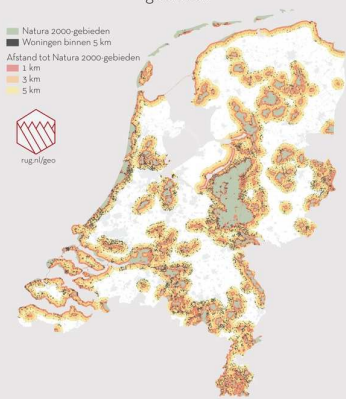 Natura 2000-gebieden
Woningen binnen 5 km
Afstand tot Natura 2000-gebieden
1 km
3 km
5 km
rug.nl/geo